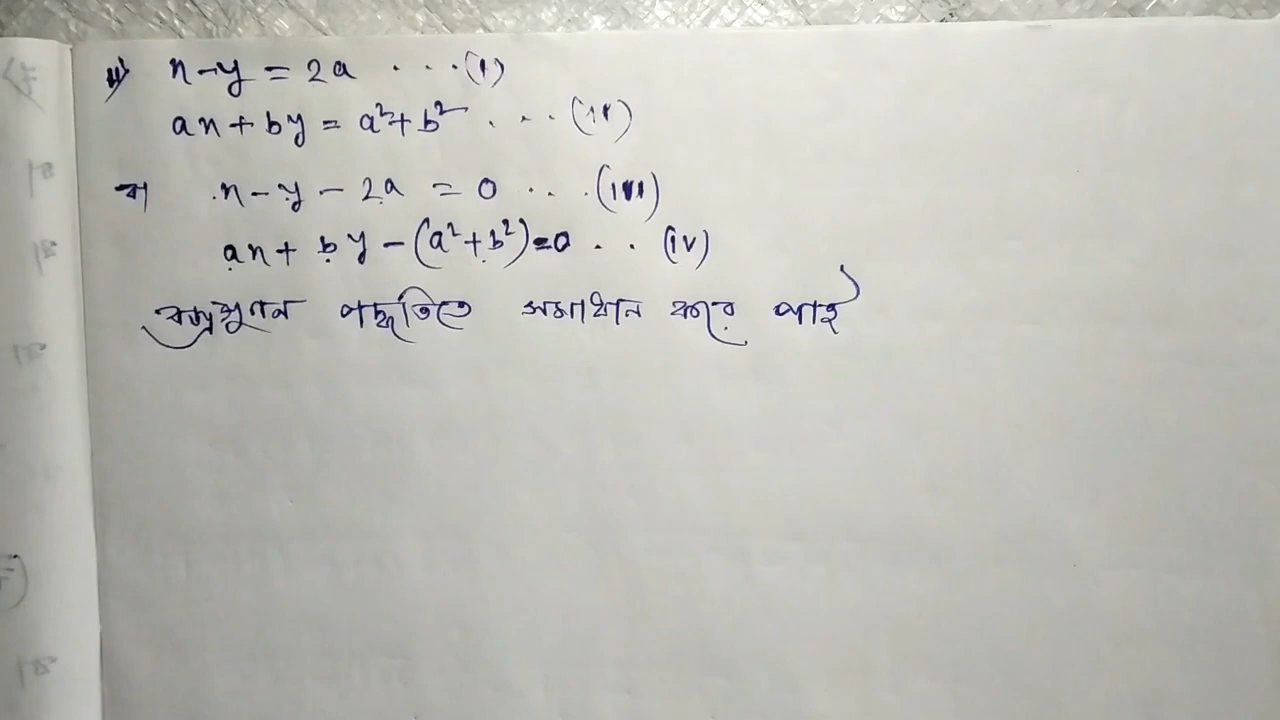 ii) x-y = 2a ...(i)
ax + by = a²+b² ...(ii)
বা x - y - 2a = 0 ...(iii)
ax + by - (a²+b²)=0 ..(iv)
বজ্রগুণন পদ্ধতিতে সমাধান করে পাই